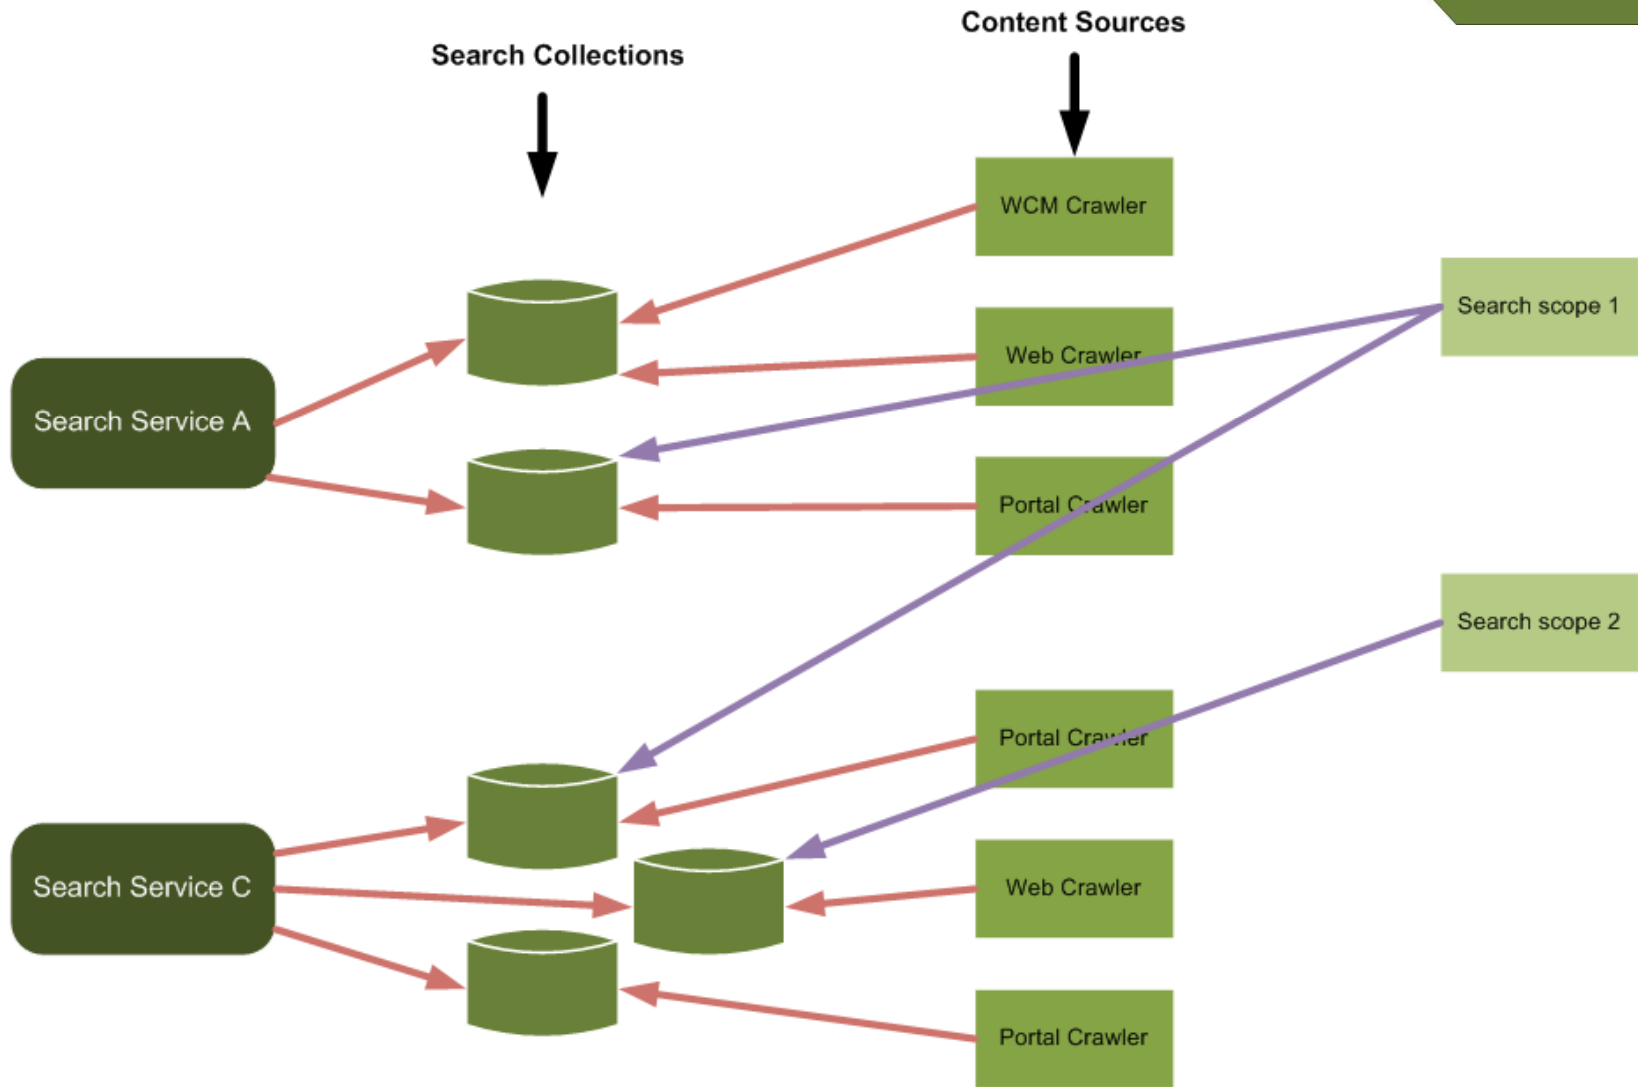 Content Sources
Search Collections
WCM Crawler
Search scope 1
Web Crawler
Search Service A
Portal Crawler
Search scope 2
Portal Crawler
Search Service C
Web Crawler
Portal Crawler